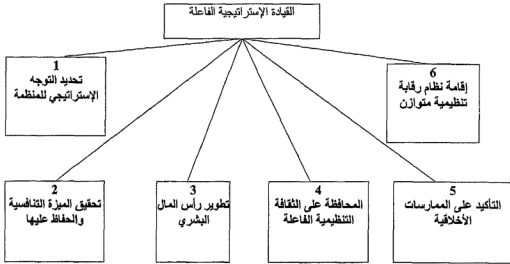 القيادة الإستراتيجية الفاعلة
1
تحديد التوجه
الإستراتيجي للمنظمة
6
إقامة نظام رقابة
تنظيمية متوازن
2
تحقيق الميزة التنافسية
والحفاظ عليها
3
تطوير رأس المال
البشري
4
المحافظة على الثقافة
التنظيمية الفاعلة
5
التأكيد على الممارسات
الأخلاقية